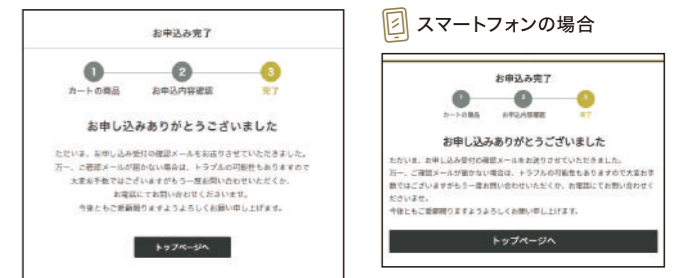 お申込み完了
1 2 3
カートの商品 お申込内容確認 完了
お申し込みありがとうございました
ただいま、お申し込み受付の確認メールをお送りさせていただきました。
万一、ご確認メールが届かない場合は、トラブルの可能性もありますので
大変お手数ではございますがもう一度お問い合わせいただくか、
お電話にてお問い合わせくださいませ。
今後ともご愛顧賜りますようよろしくお願い申し上げます。
トップページへ
スマートフォンの場合
お申込み完了
1 2 3
カートの商品 お申込内容確認 完了
お申し込みありがとうございました
ただいま、お申し込み受付の確認メールをお送りさせていただきました。
万一、ご確認メールが届かない場合は、トラブルの可能性もありますので大変お手
数ではございますがもう一度お問い合わせいただくか、お電話にてお問い合わせく
ださいませ。
今後ともご愛顧賜りますようよろしくお願い申し上げます。
トップページへ